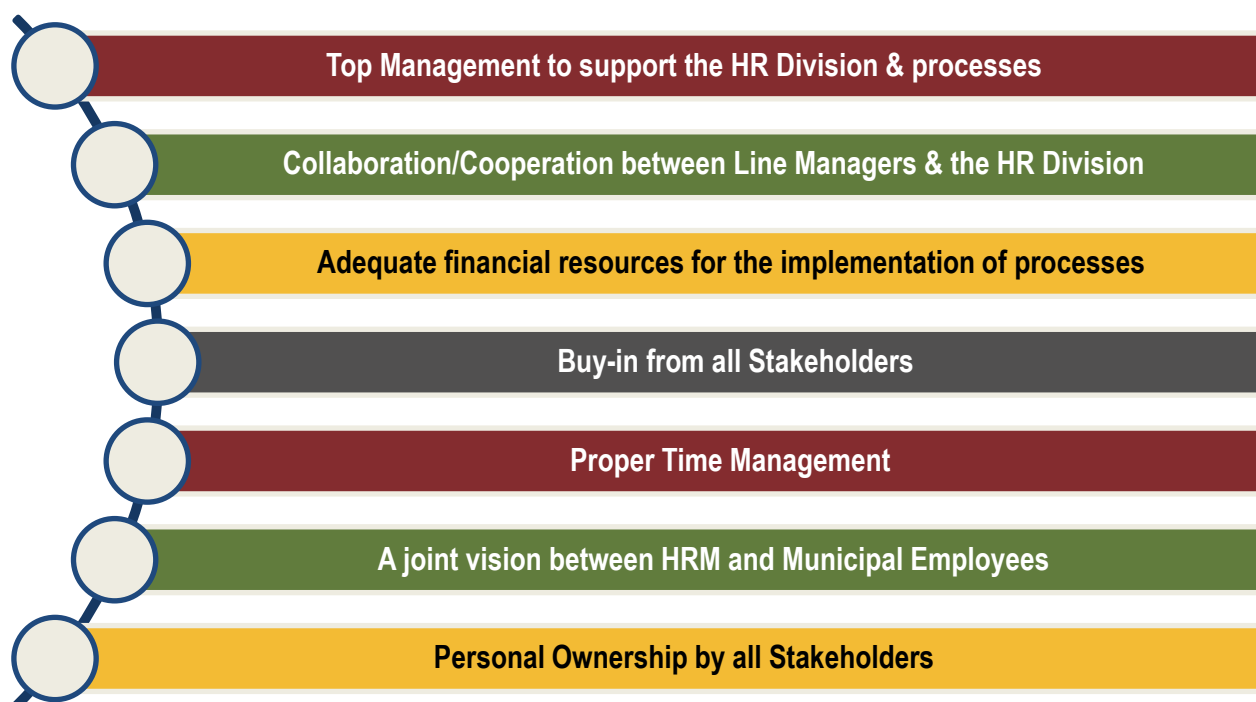 Top Management to support the HR Division & processes
Collaboration/Cooperation between Line Managers & the HR Division
Adequate financial resources for the implementation of processes
Buy-in from all Stakeholders
Proper Time Management
A joint vision between HRM and Municipal Employees
Personal Ownership by all Stakeholders